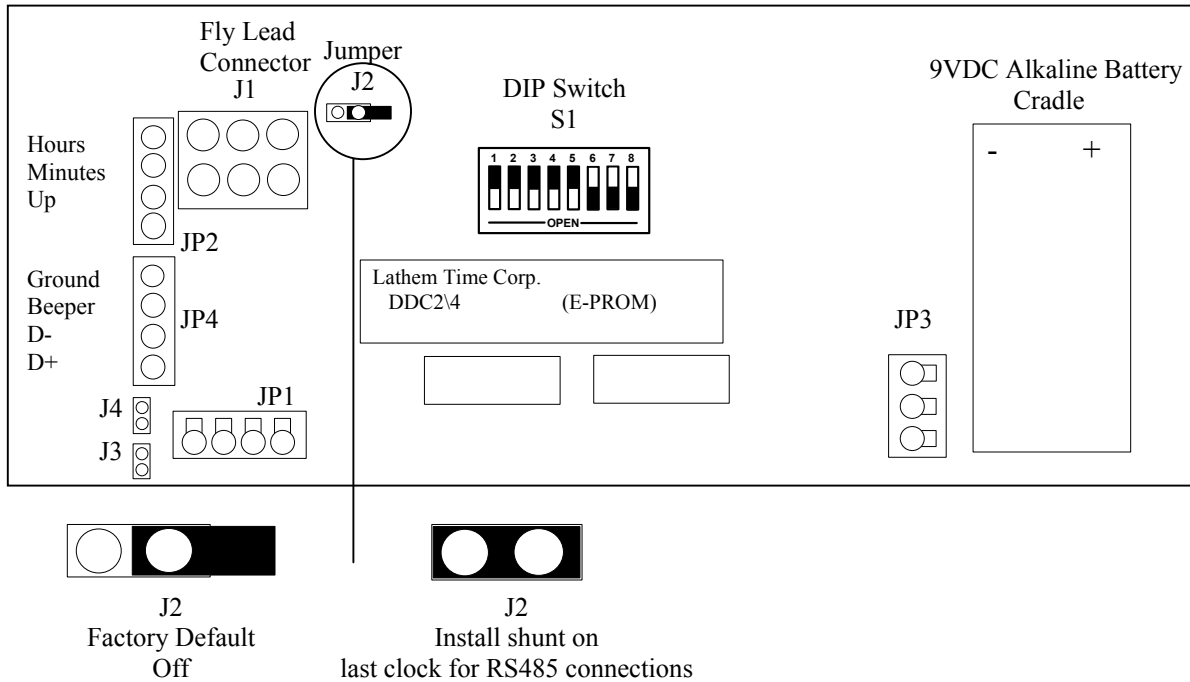 Fly Lead
Connector
J1
Jumper
J2
DIP Switch
S1
9VDC Alkaline Battery
Cradle
- +
1 2 3 4 5 6 7 8
OPEN
Hours
Minutes
Up
JP2
Ground
Beeper
D-
D+
JP4
Lathem Time Corp.
DDC2\4 (E-PROM)
JP3
J4
JP1
J3
J2
Factory Default
Off
J2
Install shunt on
last clock for RS485 connections